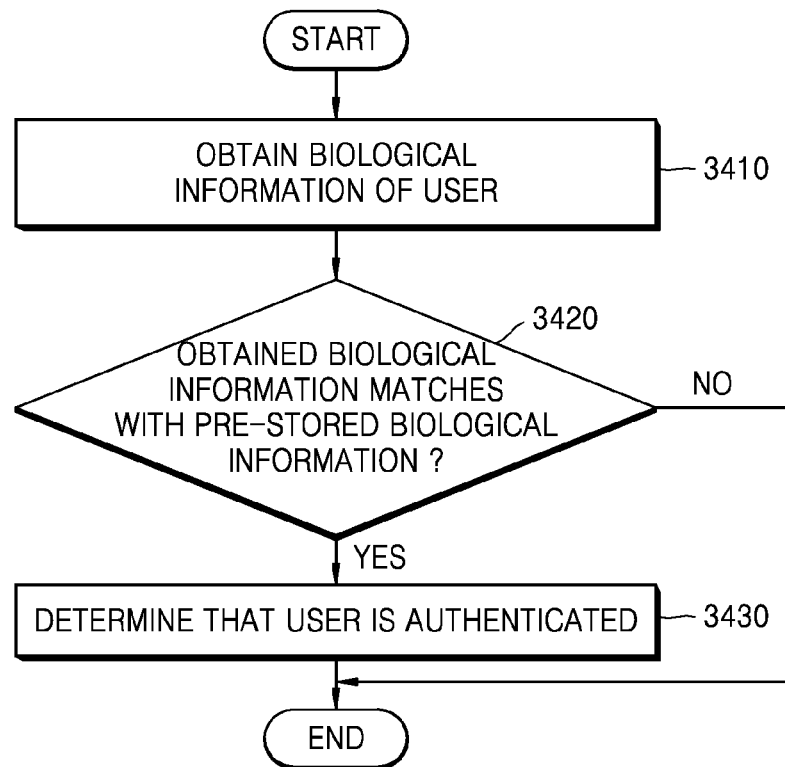 START
OBTAIN BIOLOGICAL
INFORMATION OF USER
3410
3420
OBTAINED BIOLOGICAL
INFORMATION MATCHES
WITH PRE-STORED BIOLOGICAL
INFORMATION ?
NO
YES
DETERMINE THAT USER IS AUTHENTICATED
3430
END